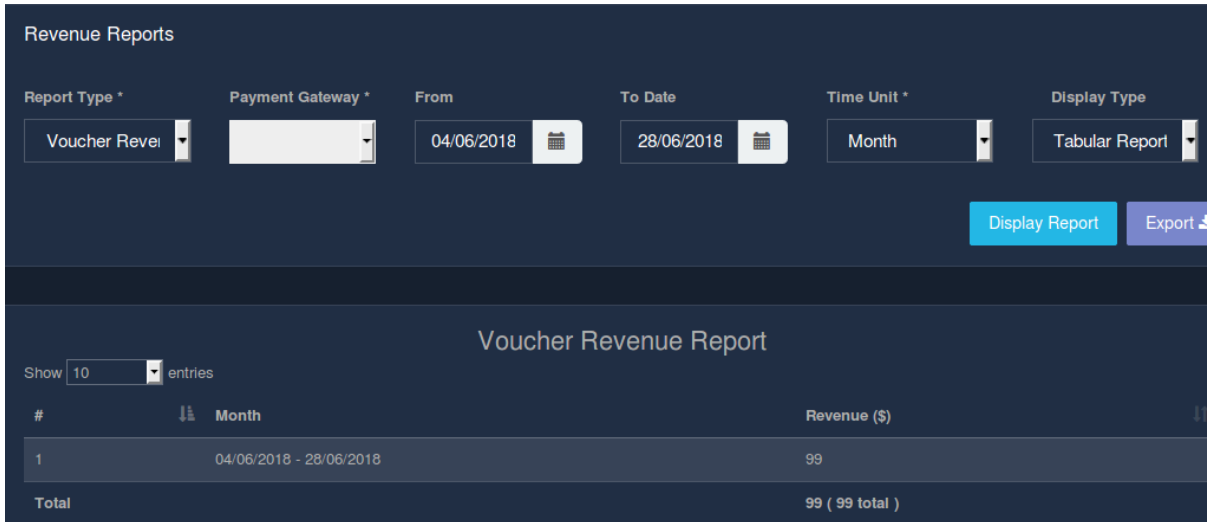 Revenue Reports
Report Type * Payment Gateway * From To Date Time Unit * Display Type
Voucher 04/06/2018 28/06/2018 Month Tabular Report
Display Report Export
Voucher Revenue Report
Show 10 entries
# Month Revenue ($)
1 04/06/2018 - 28/06/2018 99
Total 99 ( 99 total )